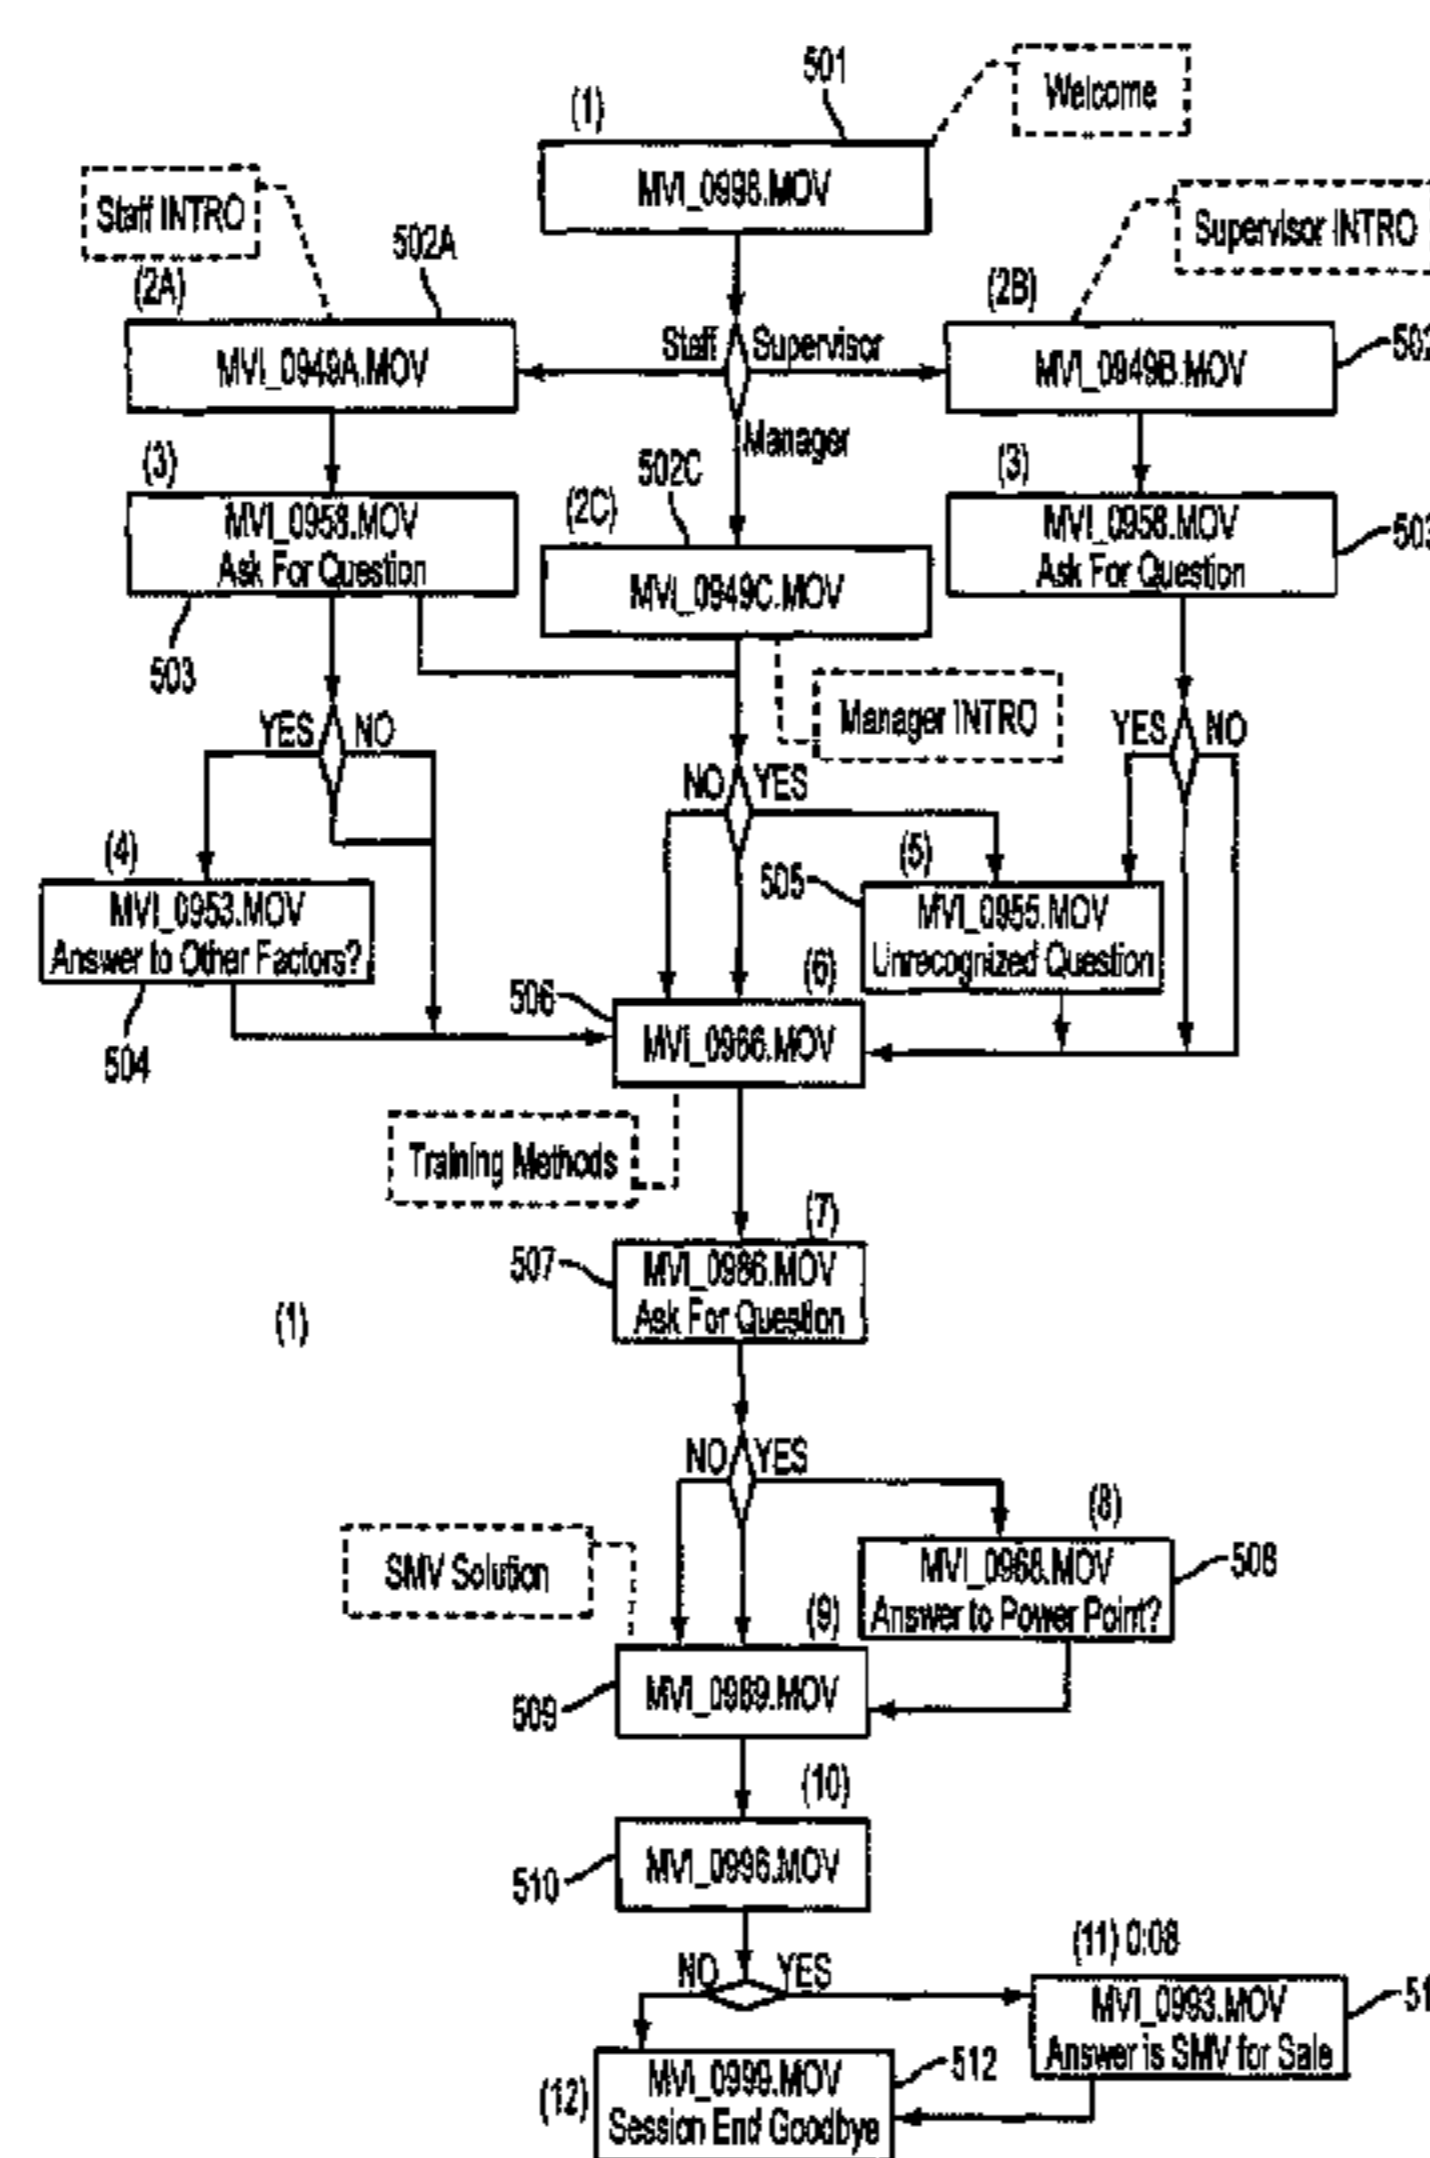 501
Welcome
(1)
MVI_0998.MOV
Staff INTRO
Supervisor INTRO
502A
(2A)
(2B)
MVI_0949A.MOV
Staff
Supervisor
MVI_0949B.MOV
502
Manager
(3)
502C
(3)
MVI_0958.MOV
Ask For Question
(2C)
MVI_0958.MOV
Ask For Question
503
MVI_0949C.MOV
503
Manager INTRO
YES
NO
YES
NO
NO
YES
(4)
(5)
505
MVI_0953.MOV
Answer to Other Factors?
MVI_0955.MOV
Unrecognized Question
(6)
506
504
MVI_0966.MOV
Training Methods
(7)
507
MVI_0986.MOV
Ask For Question
(1)
NO
YES
(8)
SMV Solution
MVI_0968.MOV
Answer to Power Point?
508
(9)
MVI_0989.MOV
509
(10)
MVI_0996.MOV
510
(11) 0:08
NO
YES
MVI_0993.MOV
Answer is SMV for Sale
51
MVI_0999.MOV
Session End Goodbye
512
(12)